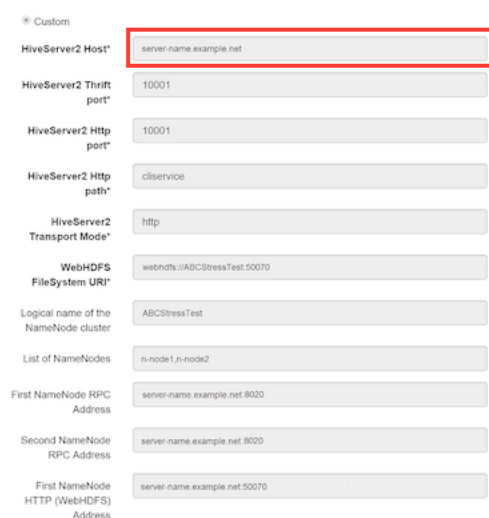 Custom
HiveServer2 Host*
server-name.example.net
HiveServer2 Thrift
port*
10001
HiveServer2 Http
port*
10001
HiveServer2 Http
path*
cliservice
HiveServer2
Transport Mode*
http
WebHDFS
FileSystem URI*
webhdfs://ABCStressTest:50070
Logical name of the
NameNode cluster
ABCStressTest
List of NameNodes
n-node1,n-node2
First NameNode RPC
Address
server-name.example.net:8020
Second NameNode
RPC Address
server-name.example.net:8020
First NameNode
HTTP (WebHDFS)
Address
server-name.example.net:50070